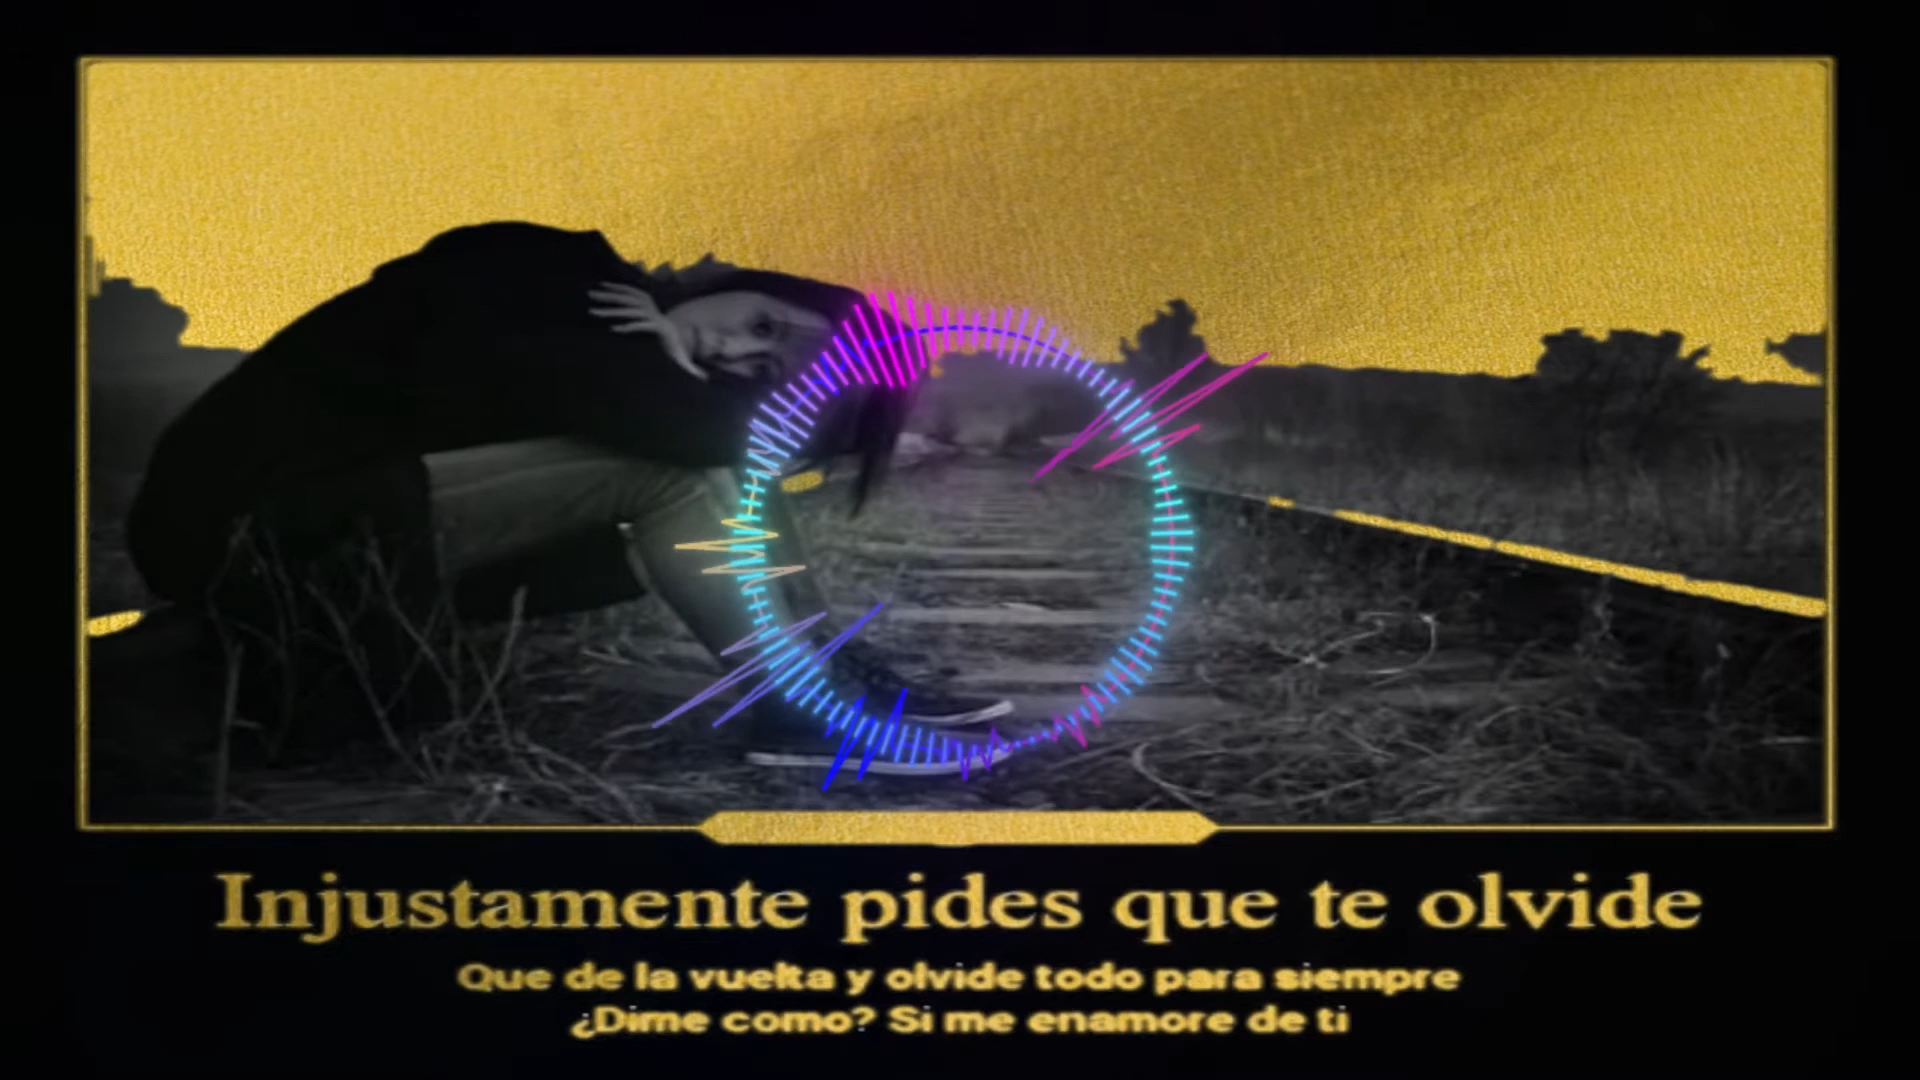 Injustamente pides que te olvide
Que de la vuelta y olvide todo para siempre
¿Dime como? Si me enamore de ti